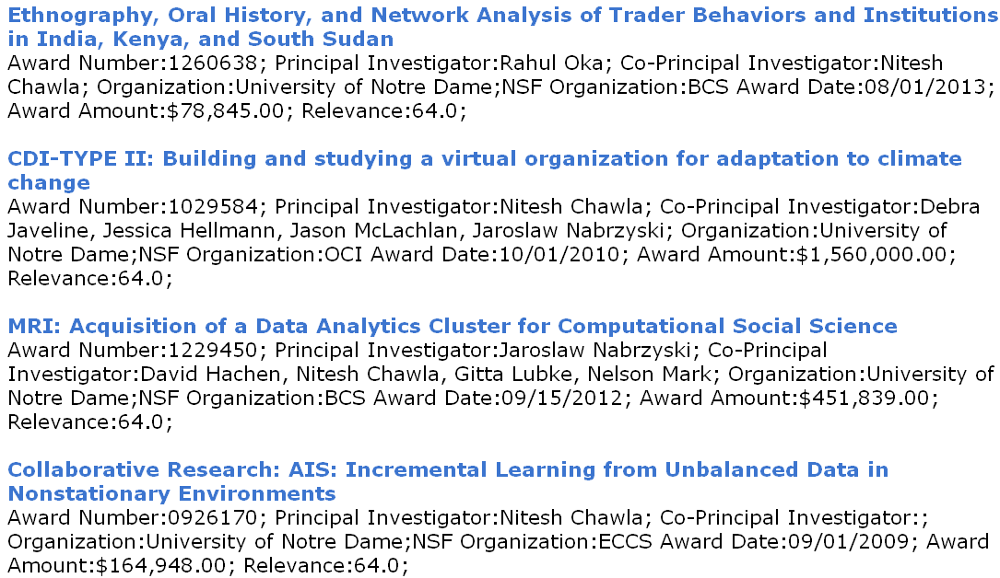 Ethnography, Oral History, and Network Analysis of Trader Behaviors and Institutions
in India, Kenya, and South Sudan
Award Number:1260638; Principal Investigator:Rahul Oka; Co-Principal Investigator:Nitesh
Chawla; Organization:University of Notre Dame;NSF Organization:BCS Award Date:08/01/2013;
Award Amount:$78,845.00; Relevance:64.0;
CDI-TYPE II: Building and studying a virtual organization for adaptation to climate
change
Award Number:1029584; Principal Investigator:Nitesh Chawla; Co-Principal Investigator:Debra
Javeline, Jessica Hellmann, Jason McLachlan, Jaroslaw Nabrzyski; Organization:University of
Notre Dame;NSF Organization:OCI Award Date:10/01/2010; Award Amount:$1,560,000.00;
Relevance:64.0;
MRI: Acquisition of a Data Analytics Cluster for Computational Social Science
Award Number:1229450; Principal Investigator:Jaroslaw Nabrzyski; Co-Principal
Investigator:David Hachen, Nitesh Chawla, Gitta Lubke, Nelson Mark; Organization:University of
Notre Dame;NSF Organization:BCS Award Date:09/15/2012; Award Amount:$451,839.00;
Relevance:64.0;
Collaborative Research: AIS: Incremental Learning from Unbalanced Data in
Nonstationary Environments
Award Number:0926170; Principal Investigator:Nitesh Chawla; Co-Principal Investigator:;
Organization:University of Notre Dame;NSF Organization:ECCS Award Date:09/01/2009; Award
Amount:$164,948.00; Relevance:64.0;